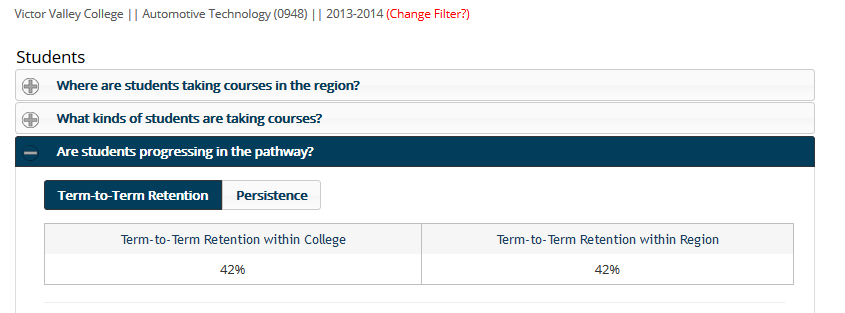 Victor Valley College || Automotive Technology (0948) || 2013-2014 (Change Filter?)
Students
Where are students taking courses in the region?
What kinds of students are taking courses?
Are students progressing in the pathway?
Term-to-Term Retention Persistence
Term-to-Term Retention within College Term-to-Term Retention within Region
42% 42%